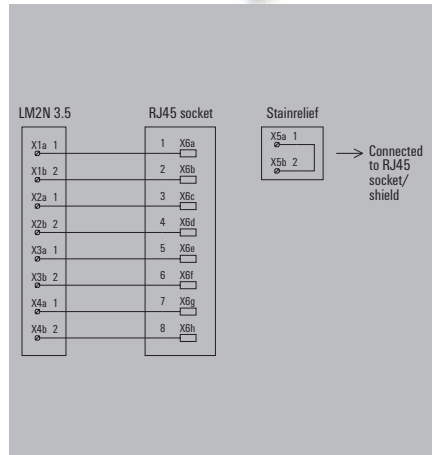 LM2N 3.5 RJ45 socket Stainrelief
X1a 1 1 X6a X5a 1
X1b 2 2 X6b X5b 2
X2a 1 3 X6c
X2b 2 4 X6d
X3a 1 5 X6e
X3b 2 6 X6f
X4a 1 7 X6g
X4b 2 8 X6h
Connected
to RJ45
socket/
shield